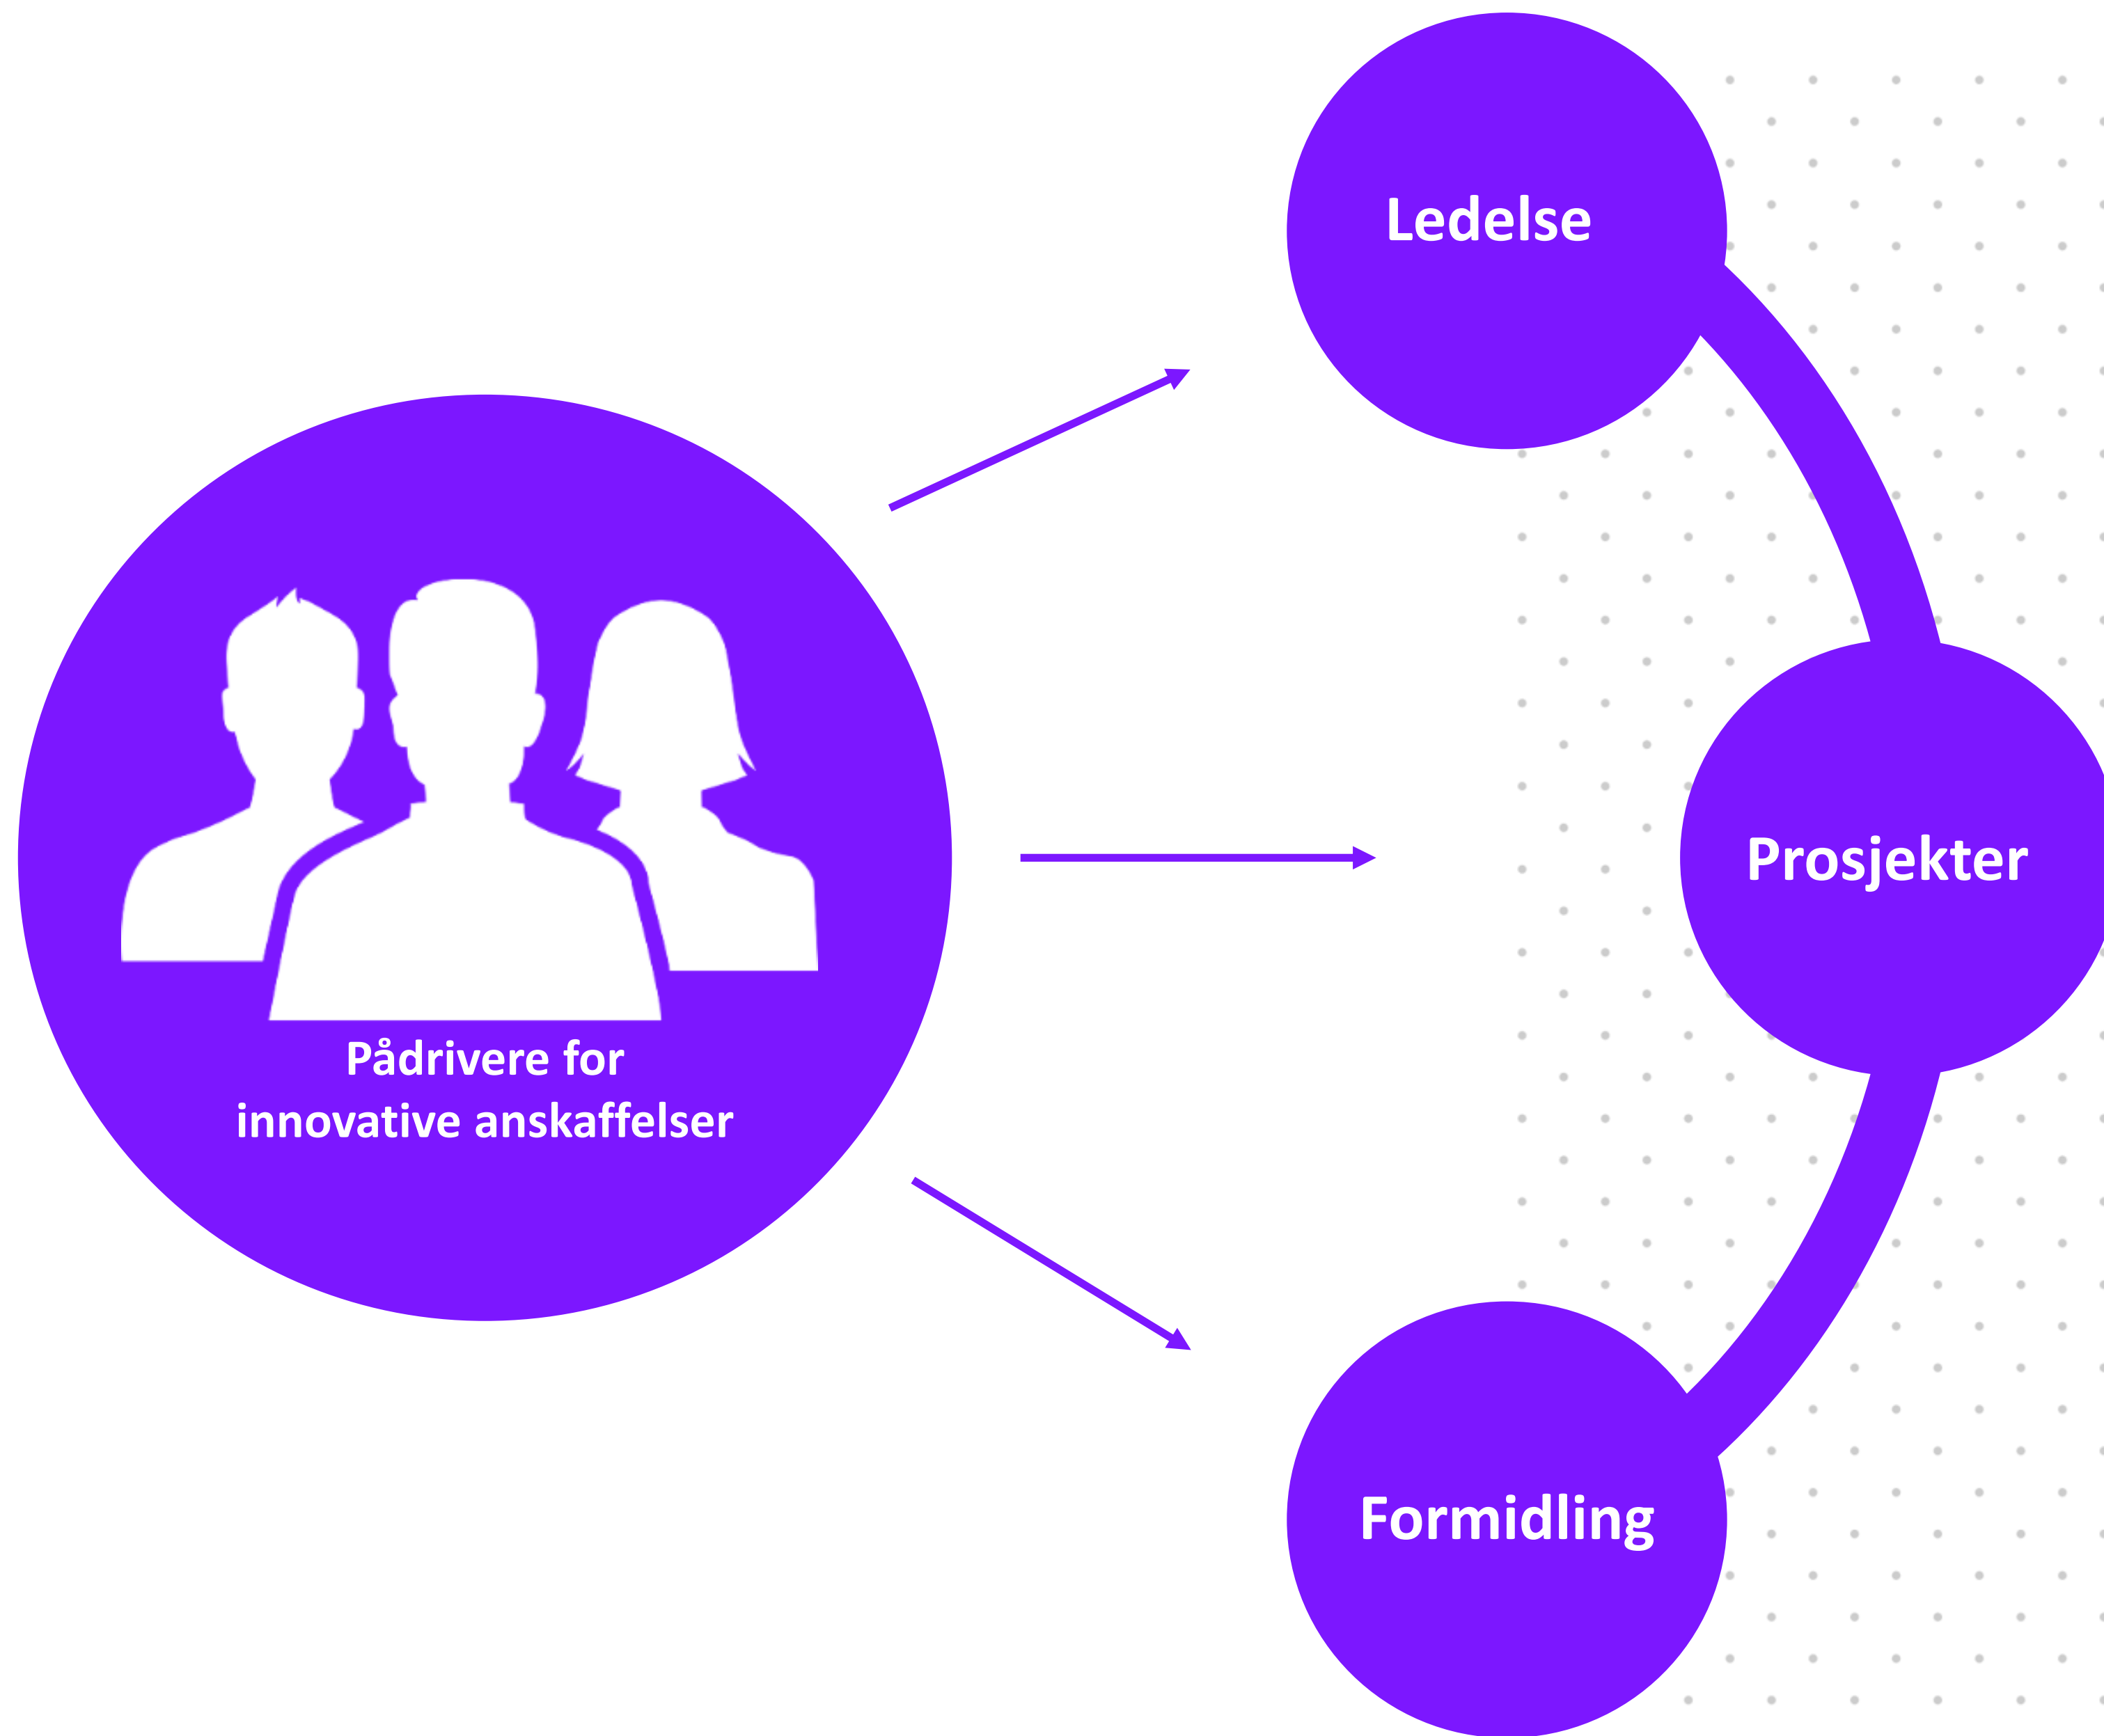 Ledelse
Prosjekter
Pådrivere for
innovative anskaffelser
Formidling